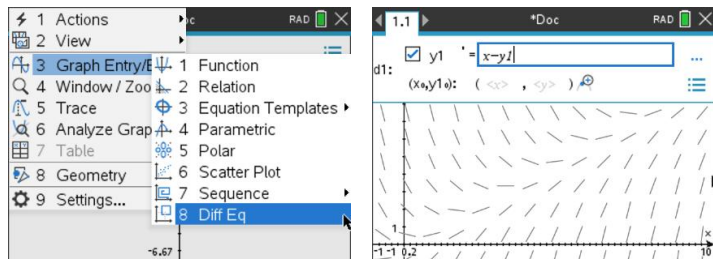 1 Actions
oc
RAD
2 View
3 Graph Entry/E
4 Window / Zoo
5 Trace
6 Analyze Grap
7 Table
8 Geometry
9 Settings...
1 Function
2 Relation
3 Equation Templates
4 Parametric
5 Polar
6 Scatter Plot
7 Sequence
8 Diff Eq
-6.67
1.1
*Doc
RAD
y1 '= x-y1
...
d1:
(x₀,y1₀): ( <x> , <y> )
1
-1 -1 0.2
x
10